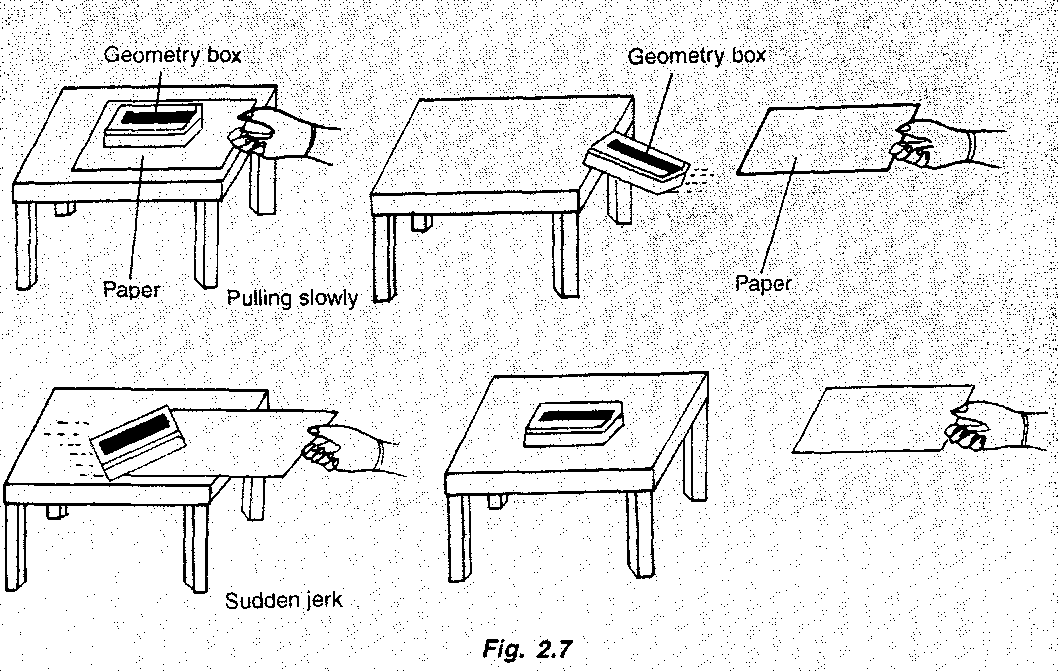 Geometry box
Geometry box
Paper
Pulling slowly
Paper
Sudden jerk
Fig. 2.7